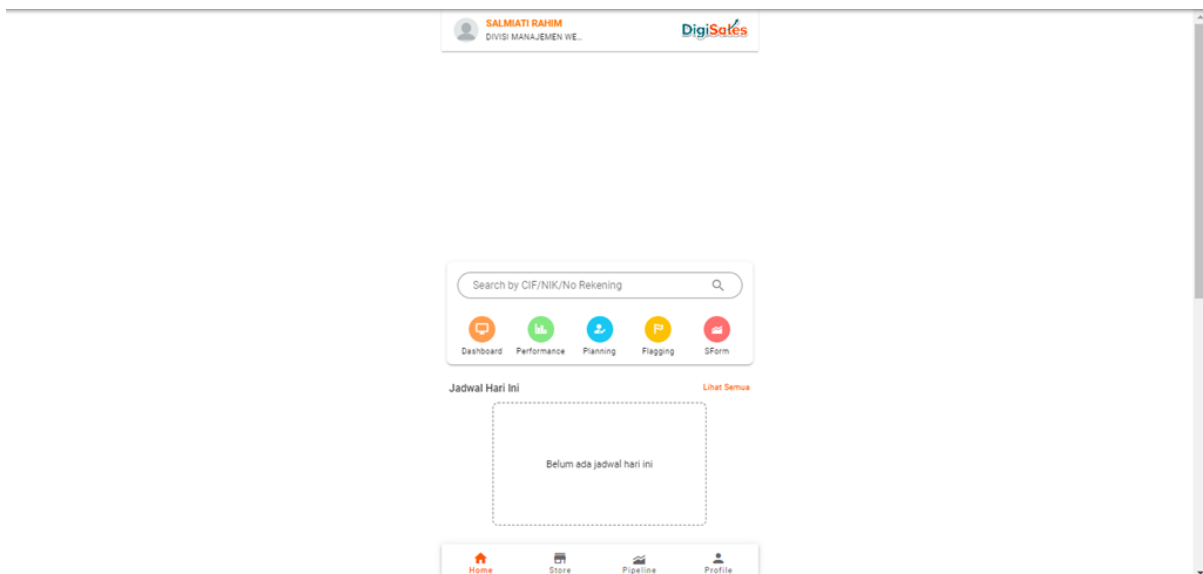 SALMIATI RAHIM
DIVISI MANAJEMEN WE...
DigiSales
Search by CIF/NIK/No Rekening
Dashboard Performance Planning Flagging SForm
Jadwal Hari Ini Lihat Semua
Belum ada jadwal hari ini
Home Store Pipeline Profile